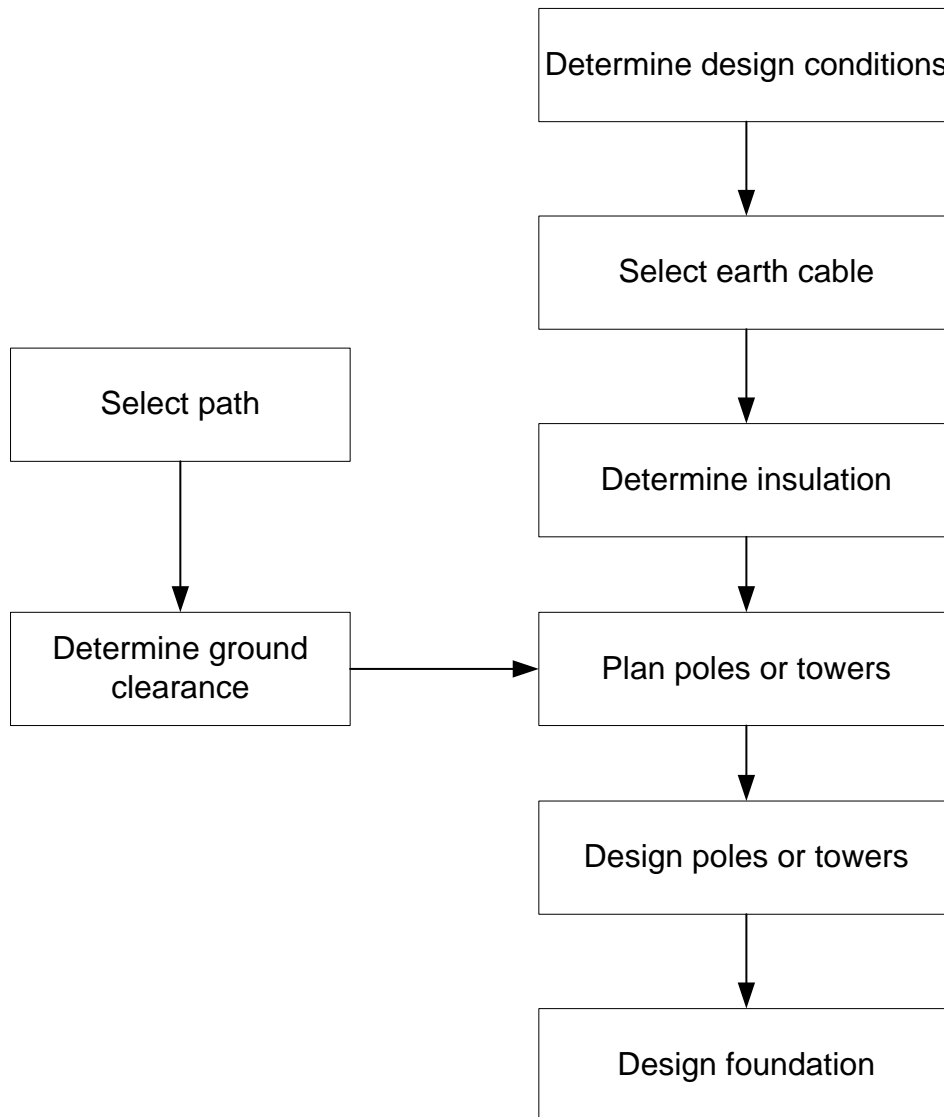 Determine design conditions
Select earth cable
Select path
Determine insulation
Determine ground
clearance
Plan poles or towers
Design poles or towers
Design foundation